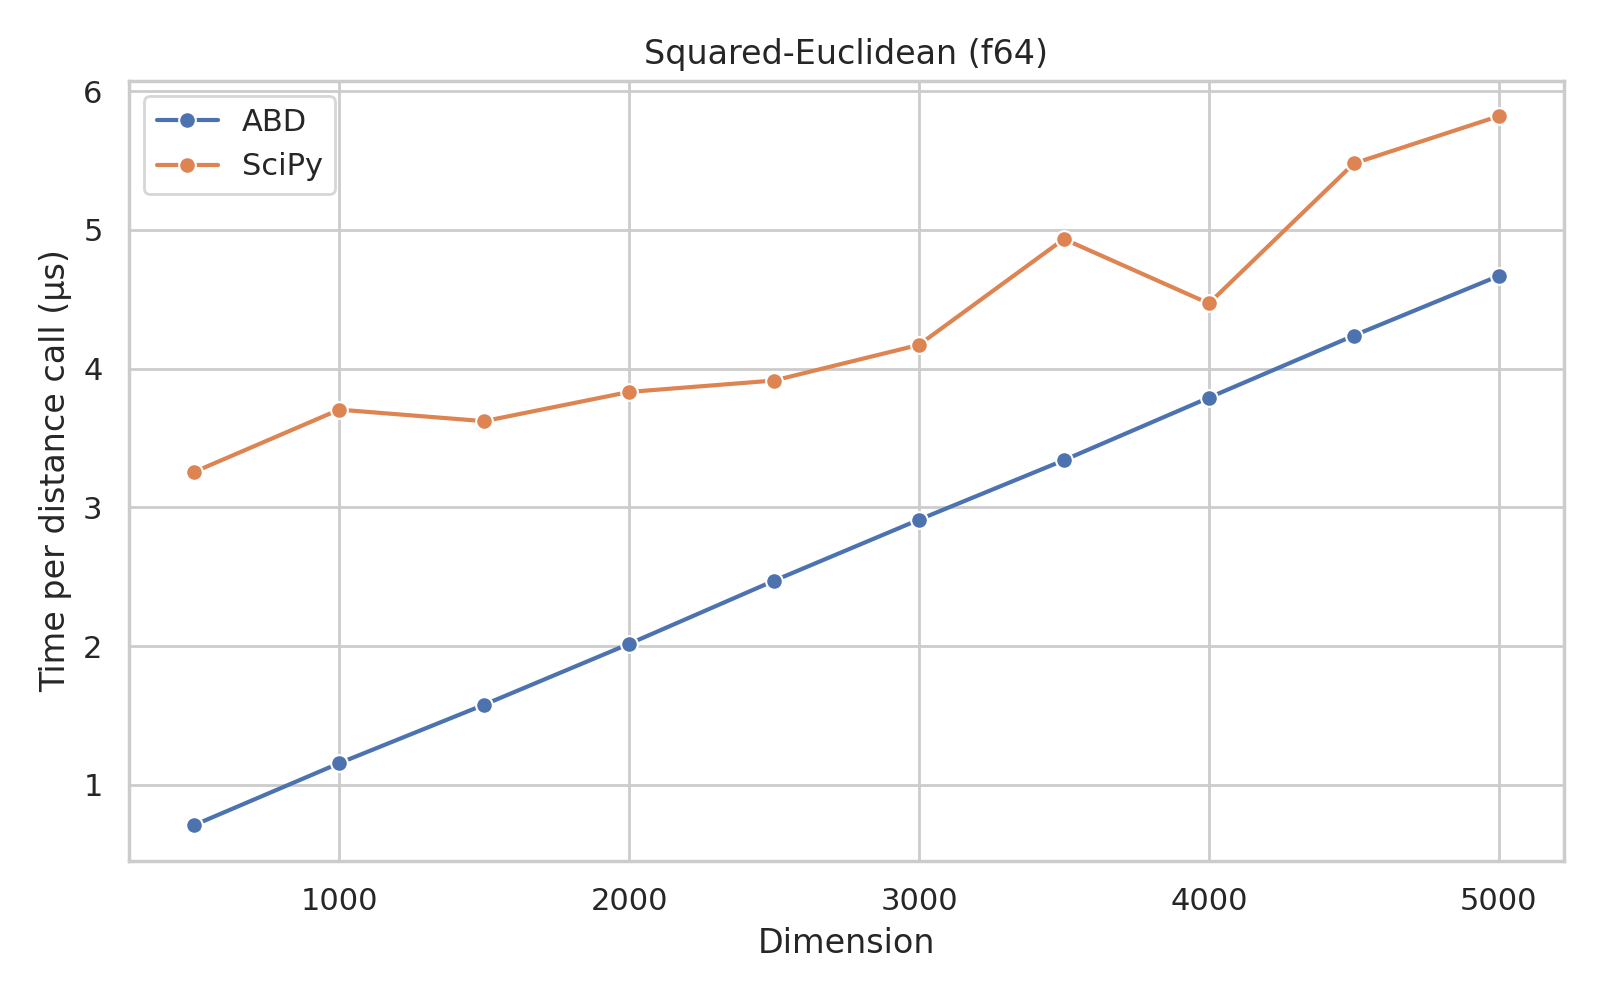 Squared-Euclidean (f64)
ABD
SciPy
Time per distance call (µs)
6
5
4
3
2
1
1000 2000 3000 4000 5000
Dimension